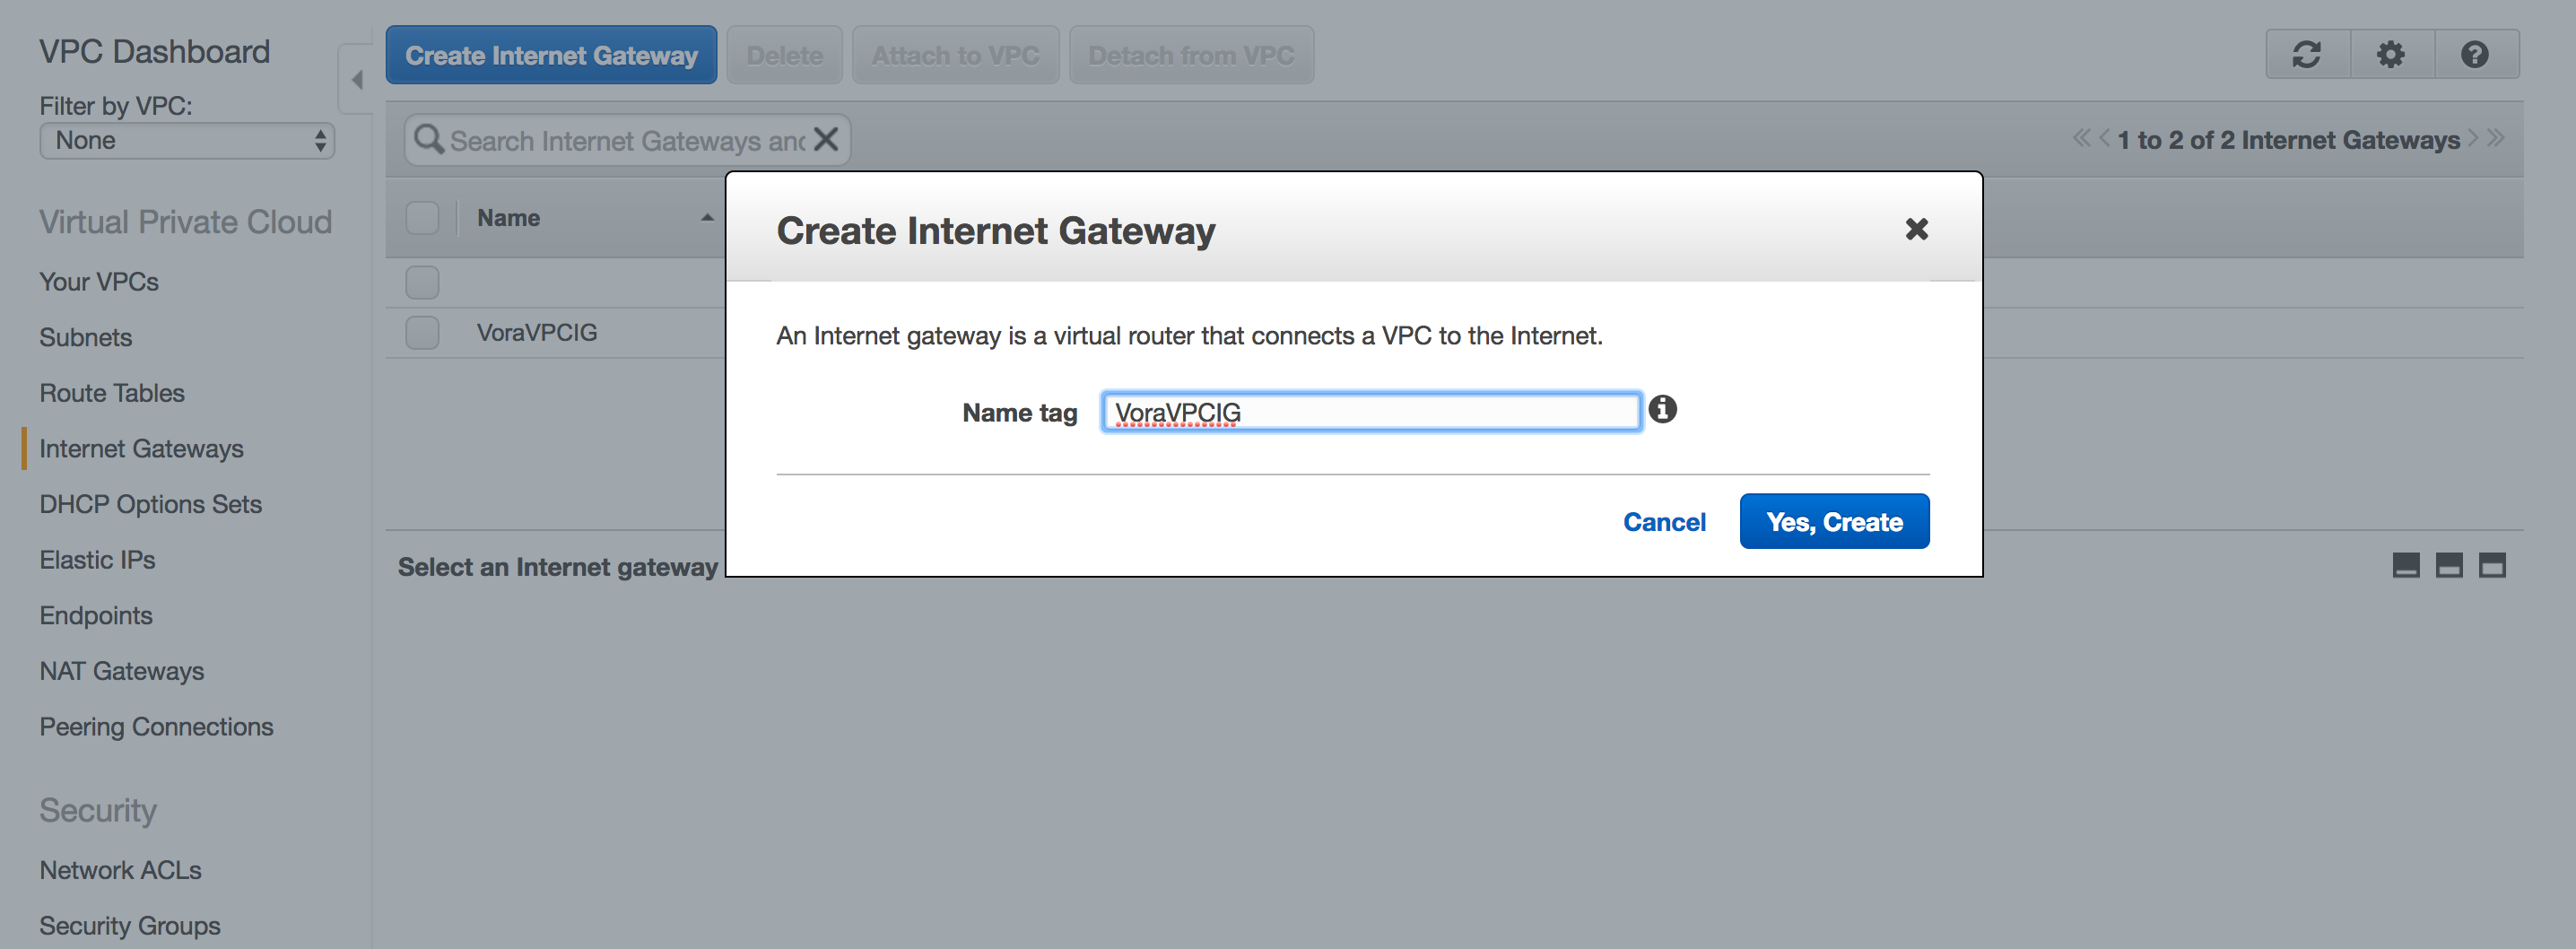 VPC Dashboard
Filter by VPC:
None
Virtual Private Cloud
Your VPCs
Subnets
Route Tables
Internet Gateways
DHCP Options Sets
Elastic IPs
Endpoints
NAT Gateways
Peering Connections
Security
Network ACLs
Security Groups
Create Internet Gateway
Delete
Attach to VPC
Detach from VPC
Search Internet Gateways and
1 to 2 of 2 Internet Gateways
Name
VoraVPCIG
Select an Internet gateway
Create Internet Gateway
An Internet gateway is a virtual router that connects a VPC to the Internet.
Name tag VoraVPCIG
Cancel Yes, Create